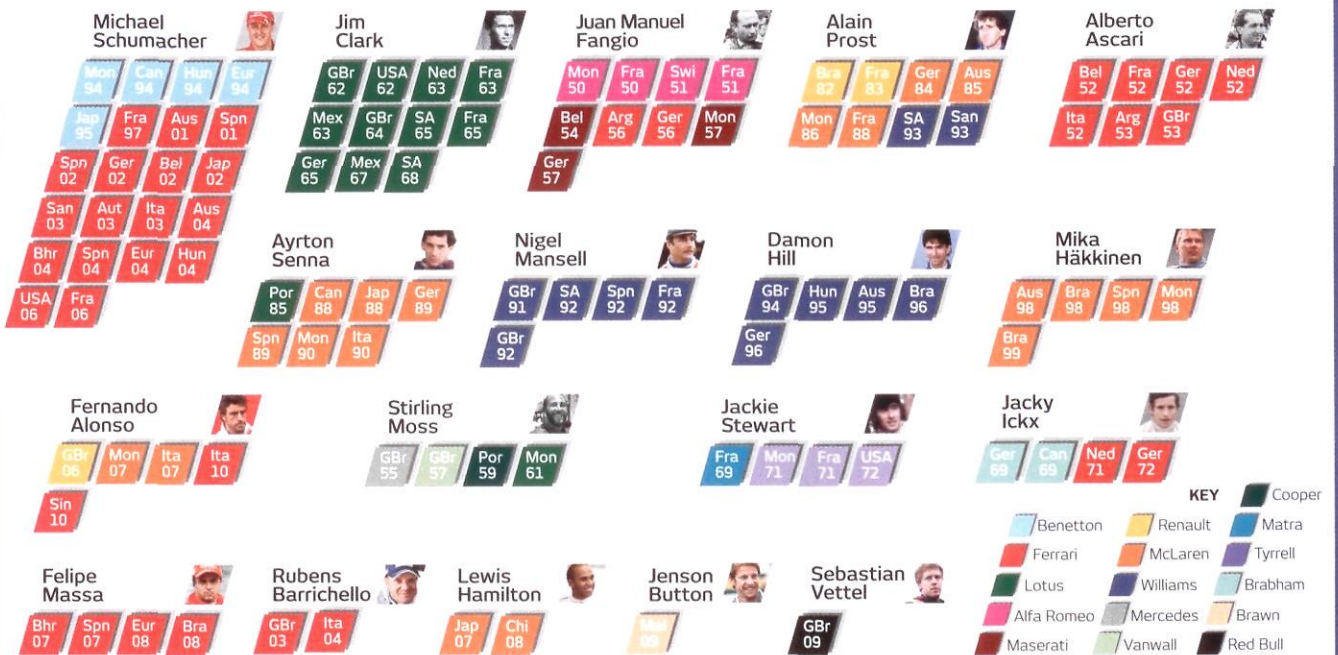 Michael
Schumacher
Mon 94 Can 94 Hun 94 Eur 94
Jap 95 Fra 97 Aus 01 Spn 01
Spn 02 Ger 02 Bel 02 Jap 02
San 03 Aut 03 Ita 03 Aus 04
Bhr 04 Spn 04 Eur 04 Hun 04
USA 06 Fra 06
Jim
Clark
GBr 62 USA 62 Ned 63 Fra 63
Mex 63 GBr 64 SA 65 Fra 65
Ger 65 Mex 67 SA 68
Juan Manuel
Fangio
Mon 50 Fra 50 Swi 51 Fra 51
Bel 54 Arg 56 Ger 56 Mon 57
Ger 57
Alain
Prost
Bra 82 Fra 83 Ger 84 Aus 85
Mon 86 Fra 88 SA 93 San 93
Alberto
Ascari
Bel 52 Fra 52 Ger 52 Ned 52
Ita 52 Arg 53 GBr 53
Ayrton
Senna
Por 85 Can 88 Jap 88 Ger 89
Spn 89 Mon 90 Ita 90
Nigel
Mansell
GBr 91 SA 92 Spn 92 Fra 92
GBr 92
Damon
Hill
GBr 94 Hun 95 Aus 95 Bra 96
Ger 96
Mika
Häkkinen
Aus 98 Bra 98 Spn 98 Mon 98
Bra 99
Fernando
Alonso
GBr 06 Mon 07 Ita 07 Ita 10
Sin 10
Stirling
Moss
GBr 55 GBr 57 Por 59 Mon 61
Jackie
Stewart
Fra 69 Mon 71 Fra 71 USA 72
Jacky
Ickx
Ger 69 Can 69 Ned 71 Ger 72
Felipe
Massa
Bhr 07 Spn 07 Eur 08 Bra 08
Rubens
Barrichello
GBr 03 Ita 04
Lewis
Hamilton
Jap 07 Chi 08
Jenson
Button
Mal 09
Sebastian
Vettel
GBr 09
KEY Cooper
Benetton Renault Matra
Ferrari McLaren Tyrrell
Lotus Williams Brabham
Alfa Romeo Mercedes Brawn
Maserati Vanwall Red Bull